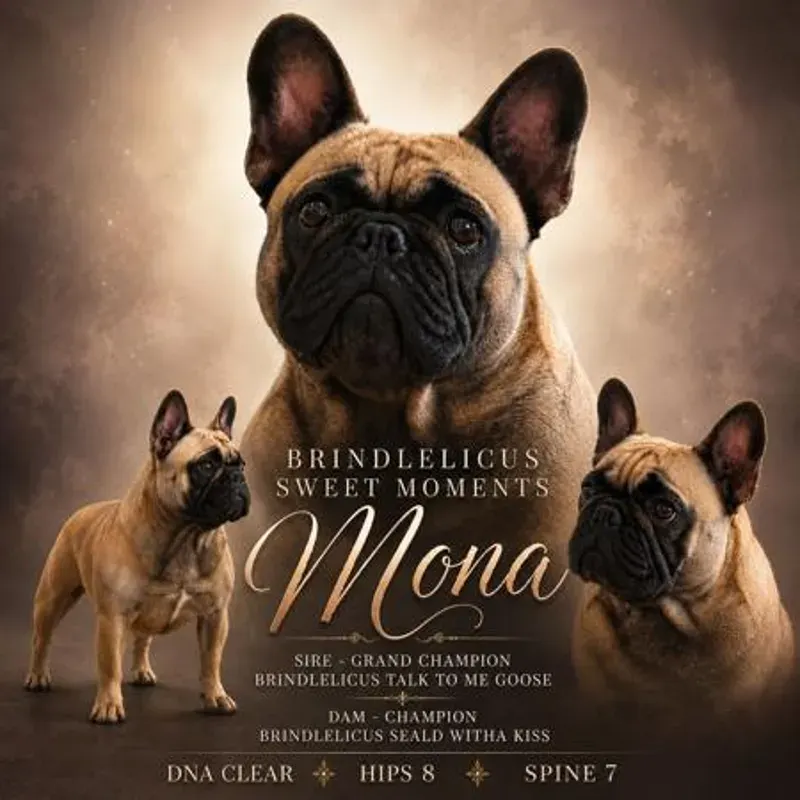 BRINDLELICUS
SWEET MOMENTS
Mona
SIRE - GRAND CHAMPION
BRINDLELICUS TALK TO ME GOOSE
DAM - CHAMPION
BRINDLELICUS SEALD WITHA KISS
DNA CLEAR HIPS 8 SPINE 7